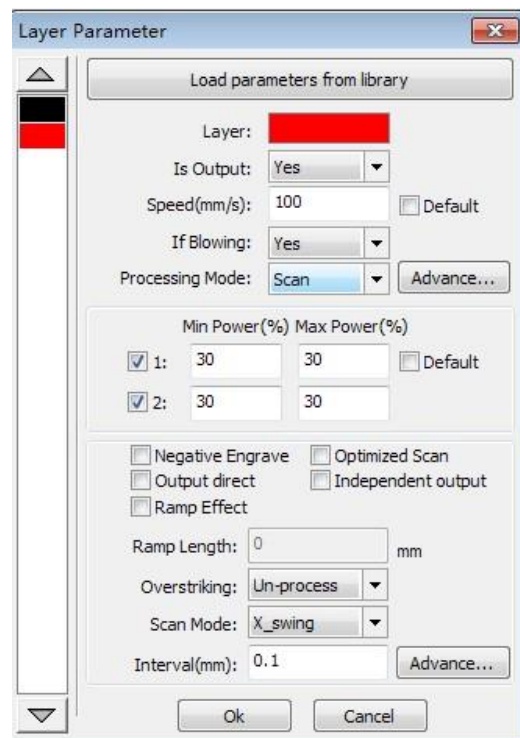 Layer Parameter
Load parameters from library
Layer:
Is Output: Yes
Speed(mm/s): 100 Default
If Blowing: Yes
Processing Mode: Scan Advance...
Min Power(%) Max Power(%)
1: 30 30 Default
2: 30 30
Negative Engrave Optimized Scan
Output direct Independent output
Ramp Effect
Ramp Length: 0 mm
Overstriking: Un-process
Scan Mode: X_swing
Interval(mm): 0.1 Advance...
Ok Cancel